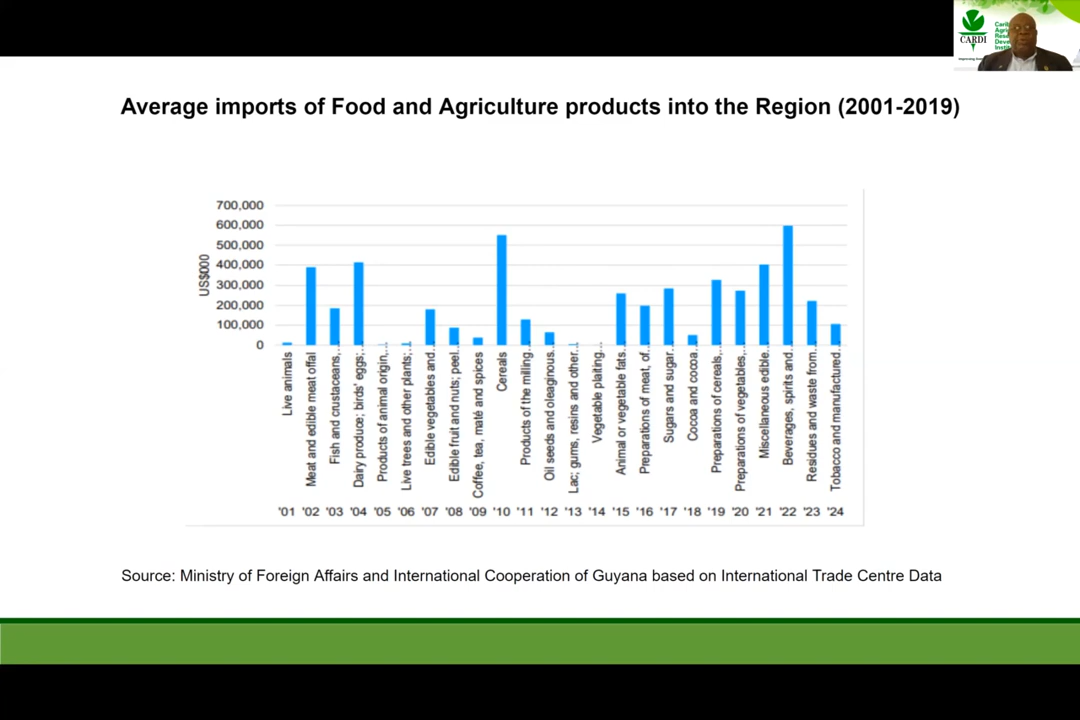 CARDI
Average imports of Food and Agriculture products into the Region (2001-2019)
US$000
700,000
600,000
500,000
400,000
300,000
200,000
100,000
0
Live animals
Meat and edible meat offal
Fish and crustaceans,...
Dairy produce; birds' eggs;...
Products of animal origin,...
Live trees and other plants;...
Edible vegetables and...
Edible fruit and nuts; peel...
Coffee, tea, maté and spices
Cereals
Products of the milling...
Oil seeds and oleaginous...
Lac; gums, resins and other...
Vegetable plaiting...
Animal or vegetable fats...
Preparations of meat, of...
Sugars and sugar...
Cocoa and cocoa...
Preparations of cereals,...
Preparations of vegetables,...
Miscellaneous edible...
Beverages, spirits and...
Residues and waste from...
Tobacco and manufactured...
'01 '02 '03 '04 '05 '06 '07 '08 '09 '10 '11 '12 '13 '14 '15 '16 '17 '18 '19 '20 '21 '22 '23 '24
Source: Ministry of Foreign Affairs and International Cooperation of Guyana based on International Trade Centre Data